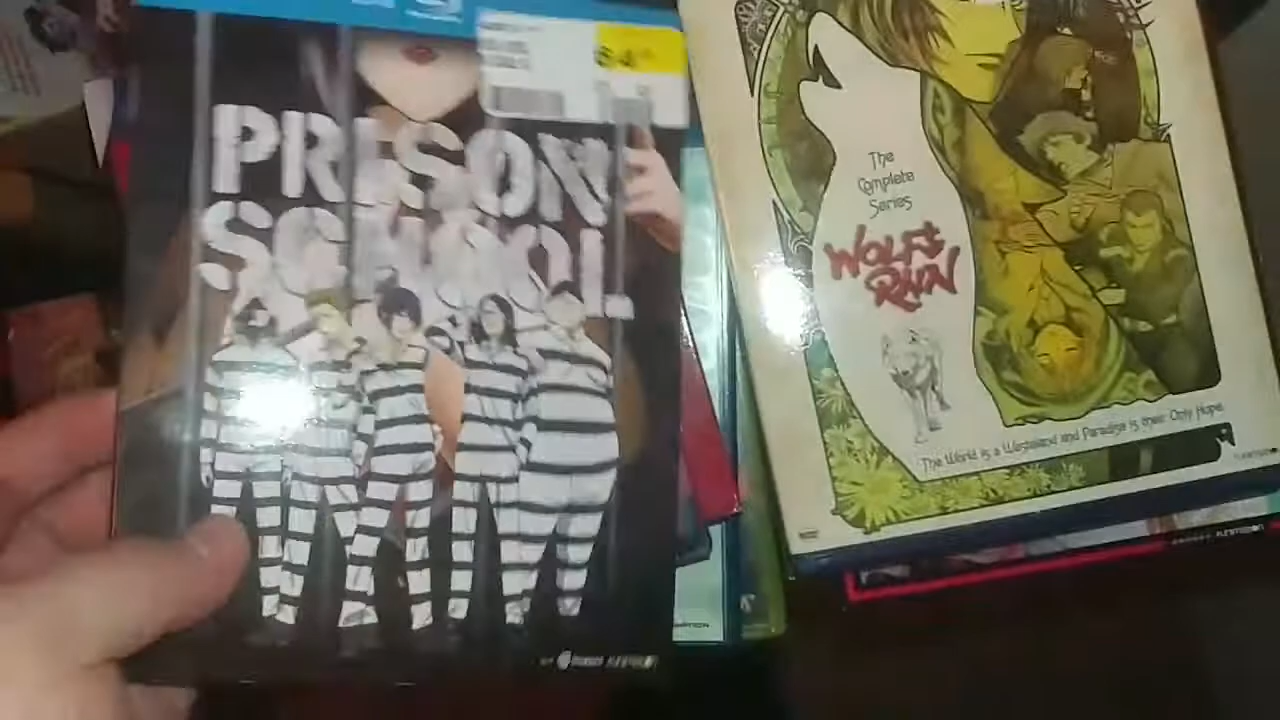 PRISON
SCHOOL
The
Complete
Series
WOLF'S
RAIN
The World is a Wasteland and Paradise is their Only Hope